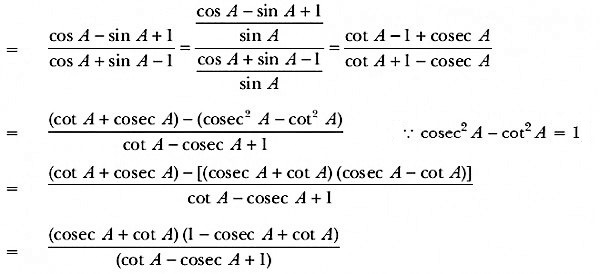 = (cos A – sin A + 1)/(cos A + sin A – 1) = ((cos A – sin A + 1)/(sin A))/((cos A + sin A – 1)/(sin A)) = (cot A – 1 + cosec A)/(cot A + 1 – cosec A)
= ((cot A + cosec A) – (cosec² A – cot² A))/(cot A – cosec A + 1) ∵ cosec² A – cot² A = 1
= ((cot A + cosec A) – [(cosec A + cot A) (cosec A – cot A)])/(cot A – cosec A + 1)
= ((cosec A + cot A) (1 – cosec A + cot A))/((cot A – cosec A + 1))